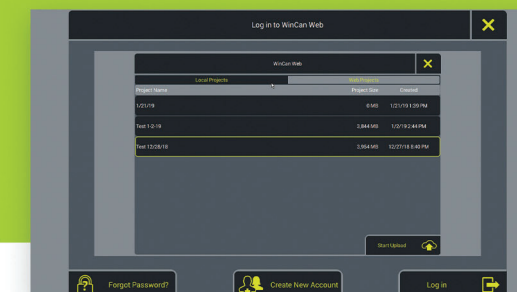 Log in to WinCan Web
WinCan Web
Local Projects Web Projects
Project Name Project Size Created
1/21/19 0 MB 1/21/19 1:39 PM
Test 1-2-19 3,844 MB 1/2/19 2:44 PM
Test 12/28/18 3,954 MB 12/27/18 8:40 PM
Start Upload
Forgot Password? Create New Account Log in